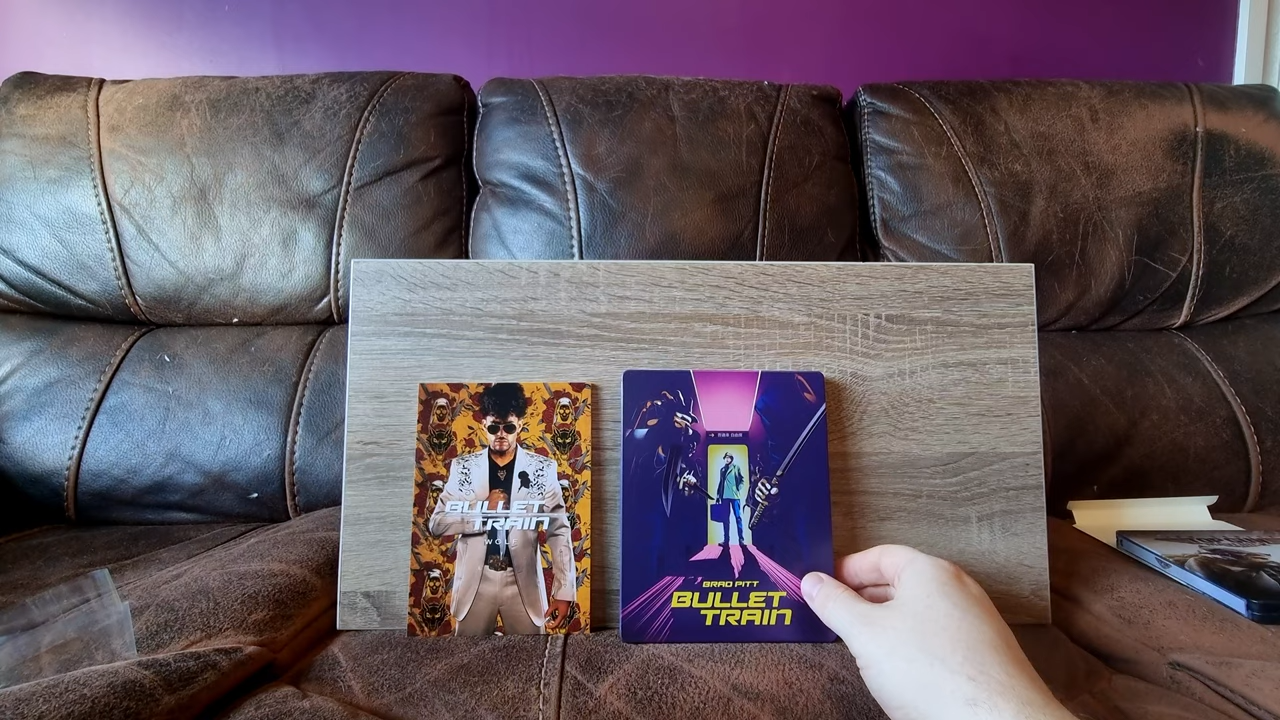 BULLET
TRAIN
WOLF
BRAD PITT
BULLET
TRAIN